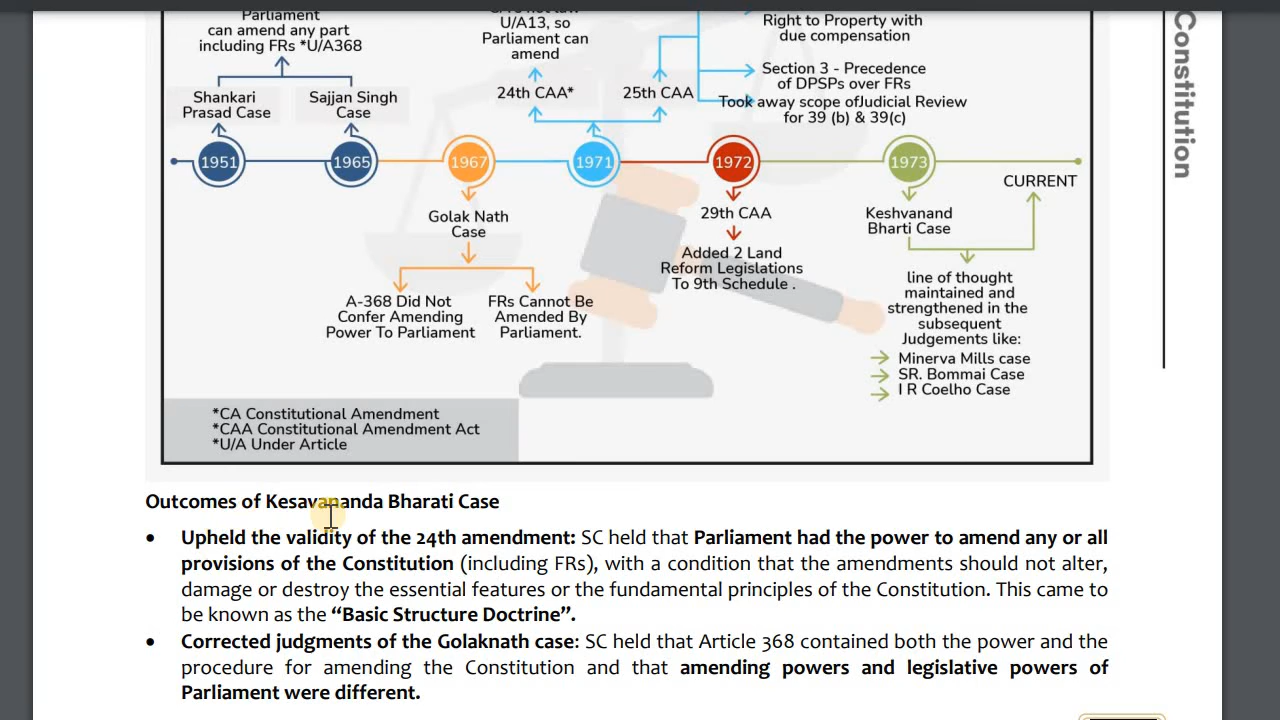 Parliament
can amend any part
including FRs *U/A368
U/A13, so
Parliament can
amend
Right to Property with
due compensation
Section 3 - Precedence
of DPSPs over FRs
Took away scope ofJudicial Review
for 39 (b) & 39(c)
Shankari
Prasad Case
Sajjan Singh
Case
24th CAA*
25th CAA
1951
1965
1967
1971
1972
1973
CURRENT
Golak Nath
Case
A-368 Did Not
Confer Amending
Power To Parliament
FRs Cannot Be
Amended By
Parliament.
29th CAA
Added 2 Land
Reform Legislations
To 9th Schedule .
Keshvanand
Bharti Case
line of thought
maintained and
strengthened in the
subsequent
Judgements like:
Minerva Mills case
SR. Bommai Case
I R Coelho Case
*CA Constitutional Amendment
*CAA Constitutional Amendment Act
*U/A Under Article
Constitution
Outcomes of Kesavananda Bharati Case
• Upheld the validity of the 24th amendment: SC held that Parliament had the power to amend any or all
provisions of the Constitution (including FRs), with a condition that the amendments should not alter,
damage or destroy the essential features or the fundamental principles of the Constitution. This came to
be known as the “Basic Structure Doctrine”.
• Corrected judgments of the Golaknath case: SC held that Article 368 contained both the power and the
procedure for amending the Constitution and that amending powers and legislative powers of
Parliament were different.